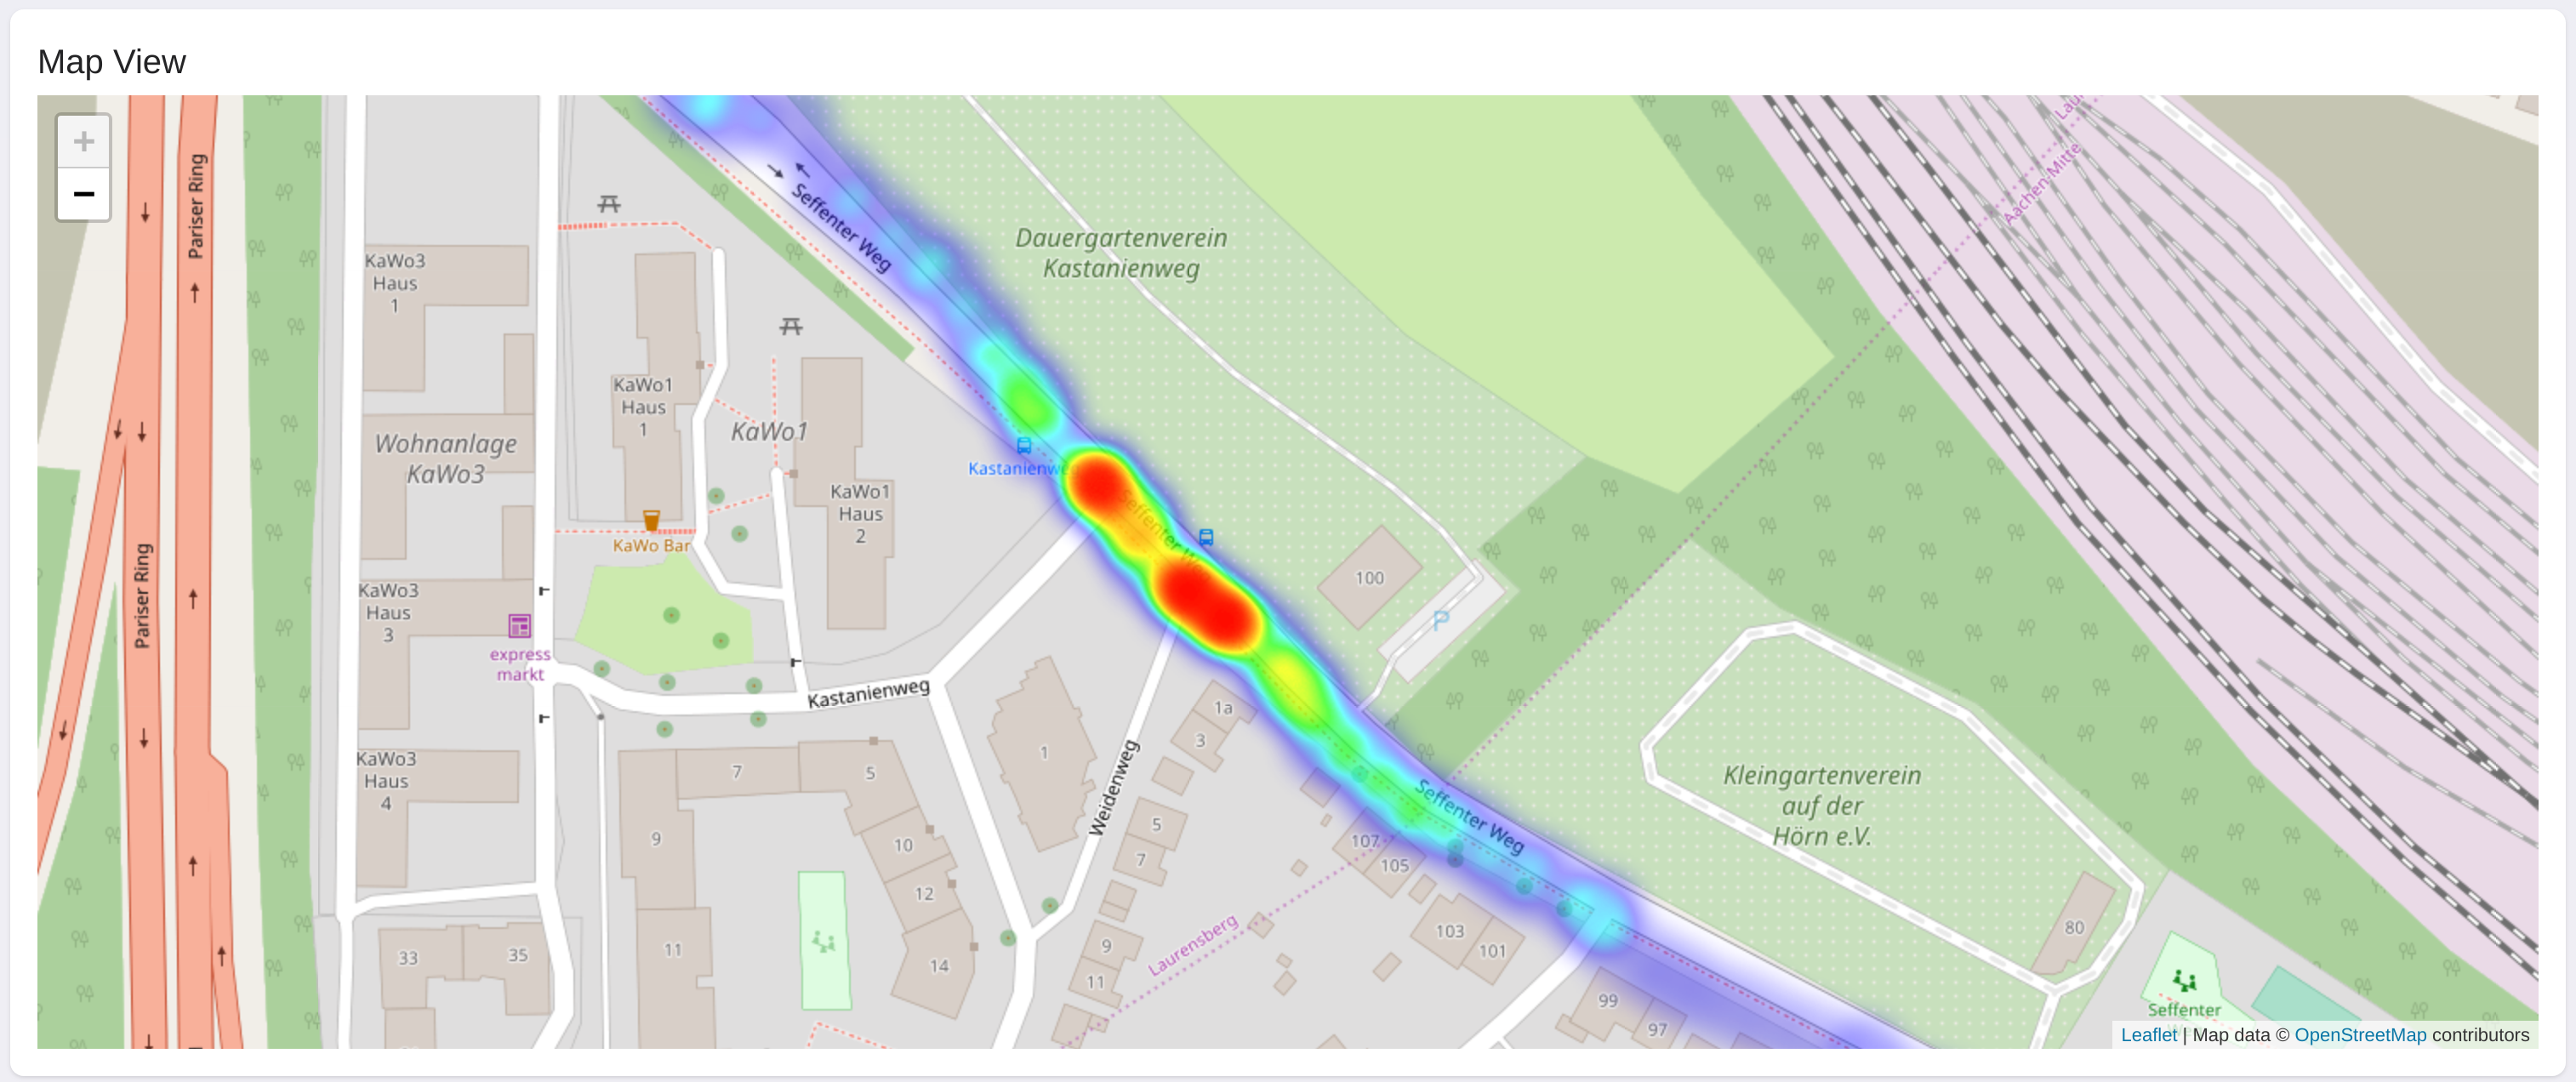 Map View
+
−
Pariser Ring
Pariser Ring
KaWo3
Haus
1
Wohnanlage
KaWo3
KaWo3
Haus
3
express
markt
KaWo3
Haus
4
33
35
KaWo1
Haus
1
KaWo1
KaWo Bar
KaWo1
Haus
2
Kastanienweg
7
5
9
10
12
11
14
1
Weidenweg
1a
3
5
7
9
11
Laurensberg
Seffenter Weg
Dauergartenverein
Kastanienweg
Seffenter Weg
100
P
Seffenter Weg
107
105
103
101
99
97
Aachen-Mitte
Kleingartenverein
auf der
Hörn e.V.
80
Seffenter
Leaflet | Map data © OpenStreetMap contributors